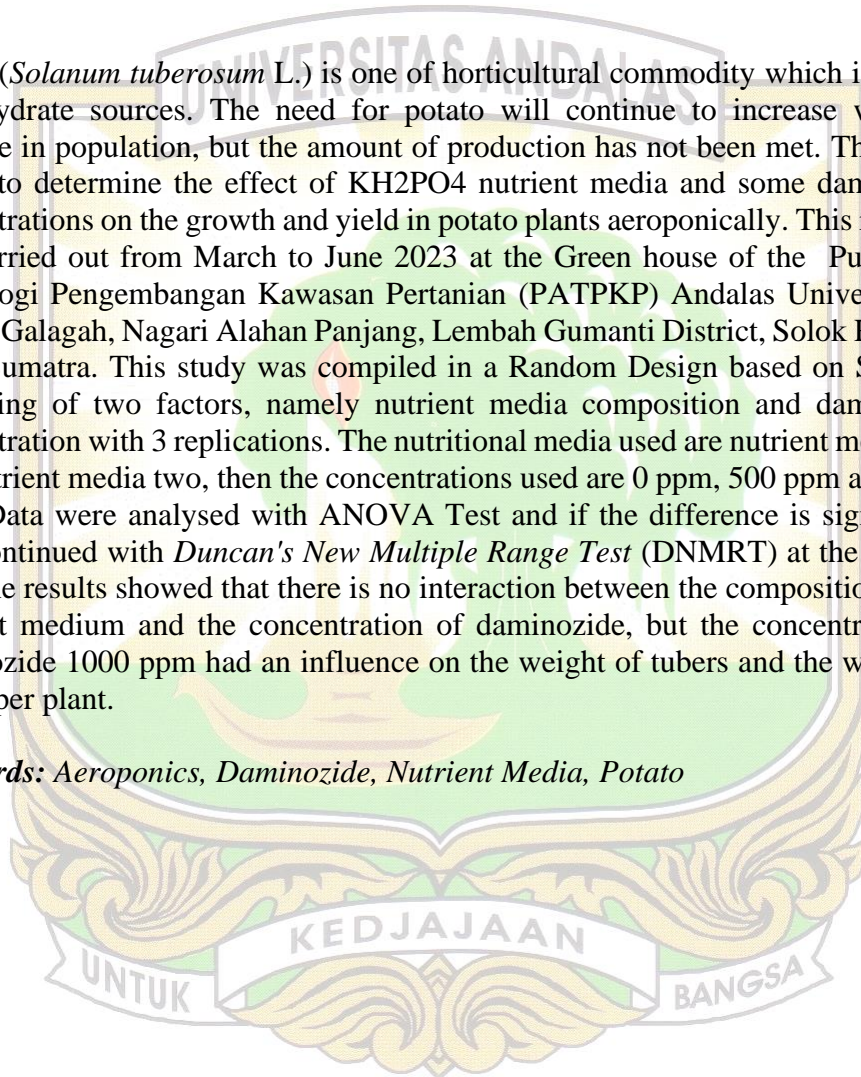 UNIVERSITAS ANDALAS
(Solanum tuberosum L.) is one of horticultural commodity which i
ydrate sources. The need for potato will continue to increase
e in population, but the amount of production has not been met. Th
to determine the effect of KH2PO4 nutrient media and some dam
trations on the growth and yield in potato plants aeroponically. This
rried out from March to June 2023 at the Green house of the Pu
ogi Pengembangan Kawasan Pertanian (PATPKP) Andalas Unive
Galagah, Nagari Alahan Panjang, Lembah Gumanti District, Solok
umatra. This study was compiled in a Random Design based on S
ing of two factors, namely nutrient media composition and dam
tration with 3 replications. The nutritional media used are nutrient m
trient media two, then the concentrations used are 0 ppm, 500 ppm a
Data were analysed with ANOVA Test and if the difference is sig
ontinued with Duncan's New Multiple Range Test (DNMRT) at the
e results showed that there is no interaction between the compositio
t medium and the concentration of daminozide, but the concentr
ozide 1000 ppm had an influence on the weight of tubers and the w
per plant.
rds: Aeroponics, Daminozide, Nutrient Media, Potato
KEDJAJAAN
UNTUK
BANGSA